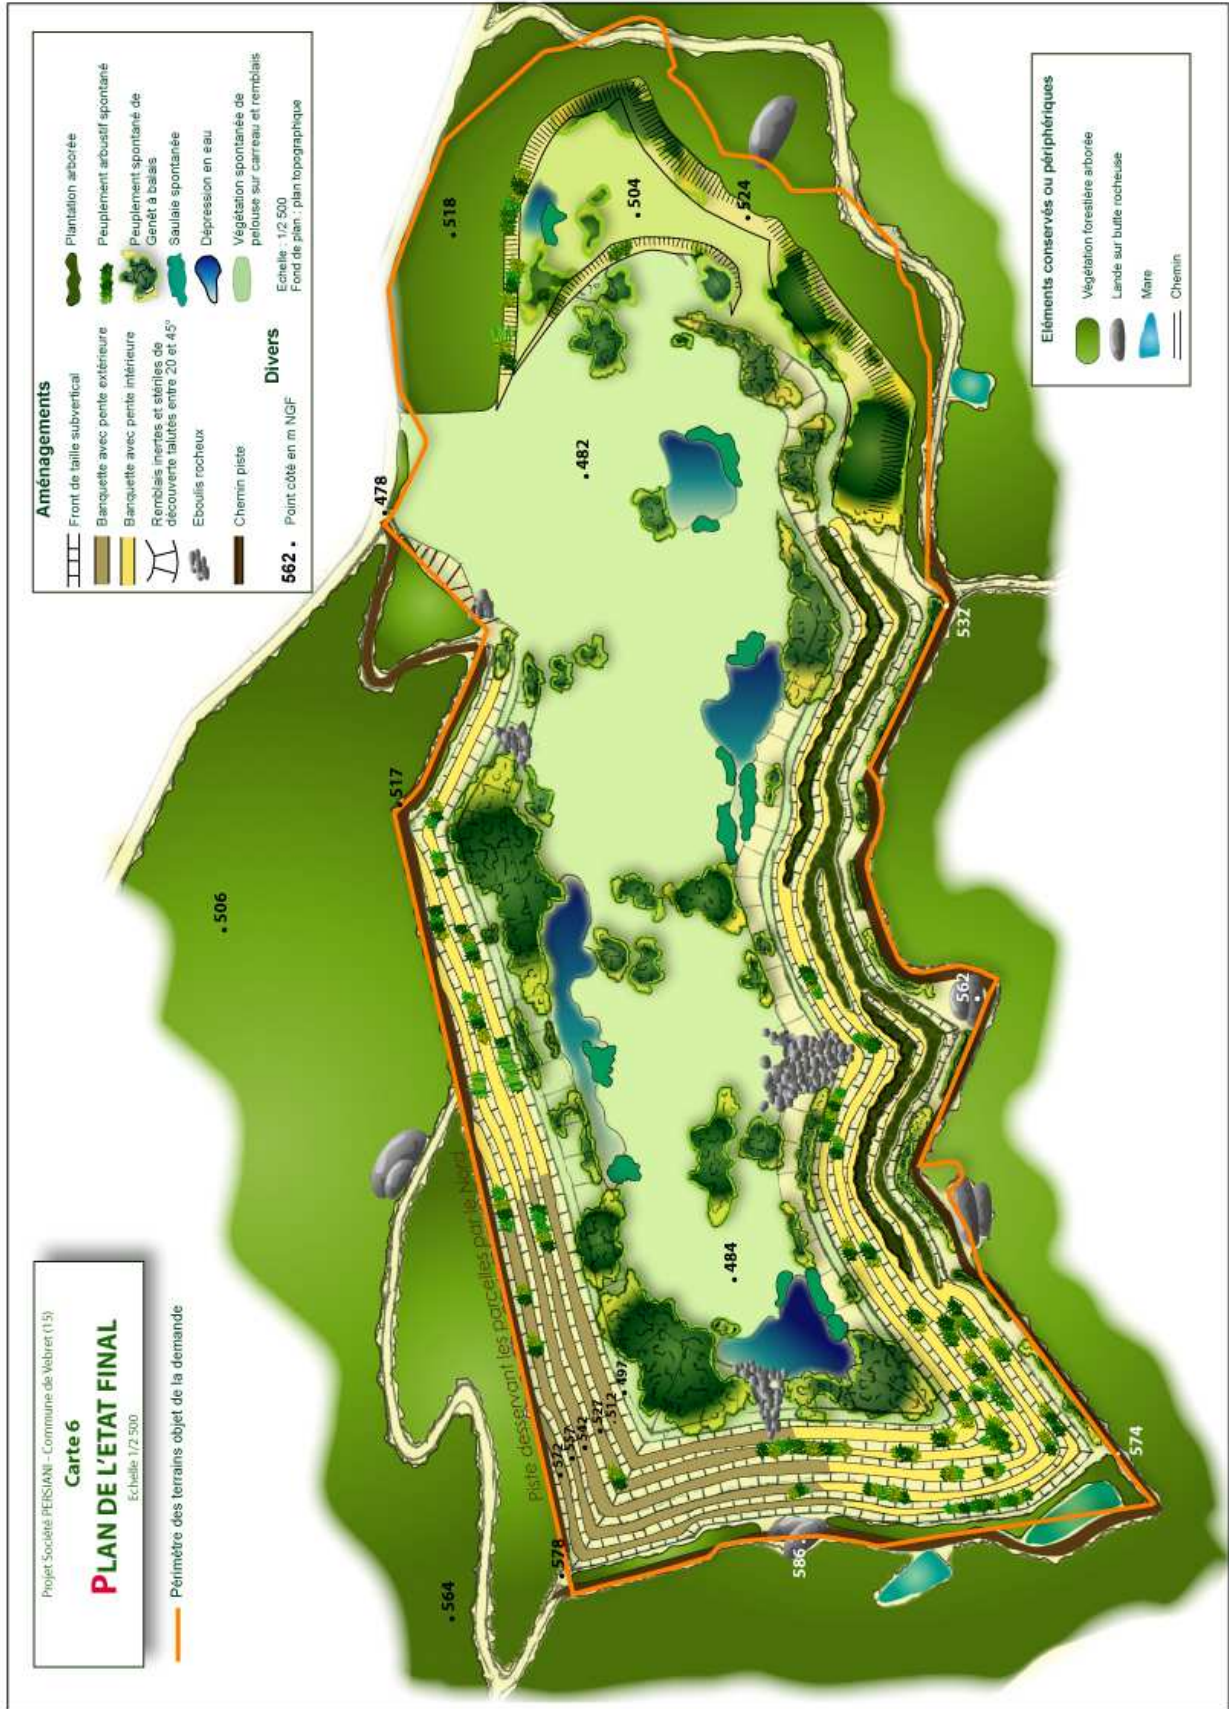 Projet Société PERSIANI - Commune de Vebret (15)
Carte 6
PLAN DE L'ETAT FINAL
Echelle 1/2 500
Périmètre des terrains objet de la demande
Aménagements
Front de taille subvertical
Banquette avec pente extérieure
Banquette avec pente intérieure
Remblais inertes et stériles de
découverte talutés entre 20 et 45°
Eboulis rocheux
Chemin piste
Plantation arborée
Peuplement arbustif spontané
Peuplement spontané de
Genêt à balais
Saulaie spontanée
Dépression en eau
Végétation spontanée de
pelouse sur carreau et remblais
Divers
562 . Point côté en m NGF
Echelle : 1/2 500
Fond de plan : plan topographique
Eléments conservés ou périphériques
Végétation forestière arborée
Lande sur butte rocheuse
Mare
Chemin
Piste desservant les parcelles par le Nord
.564
.578
.572
.557
.542
.527
.512
.497
586.
574
.484
.506
.517
562
.478
.482
532
.518
.504
.524